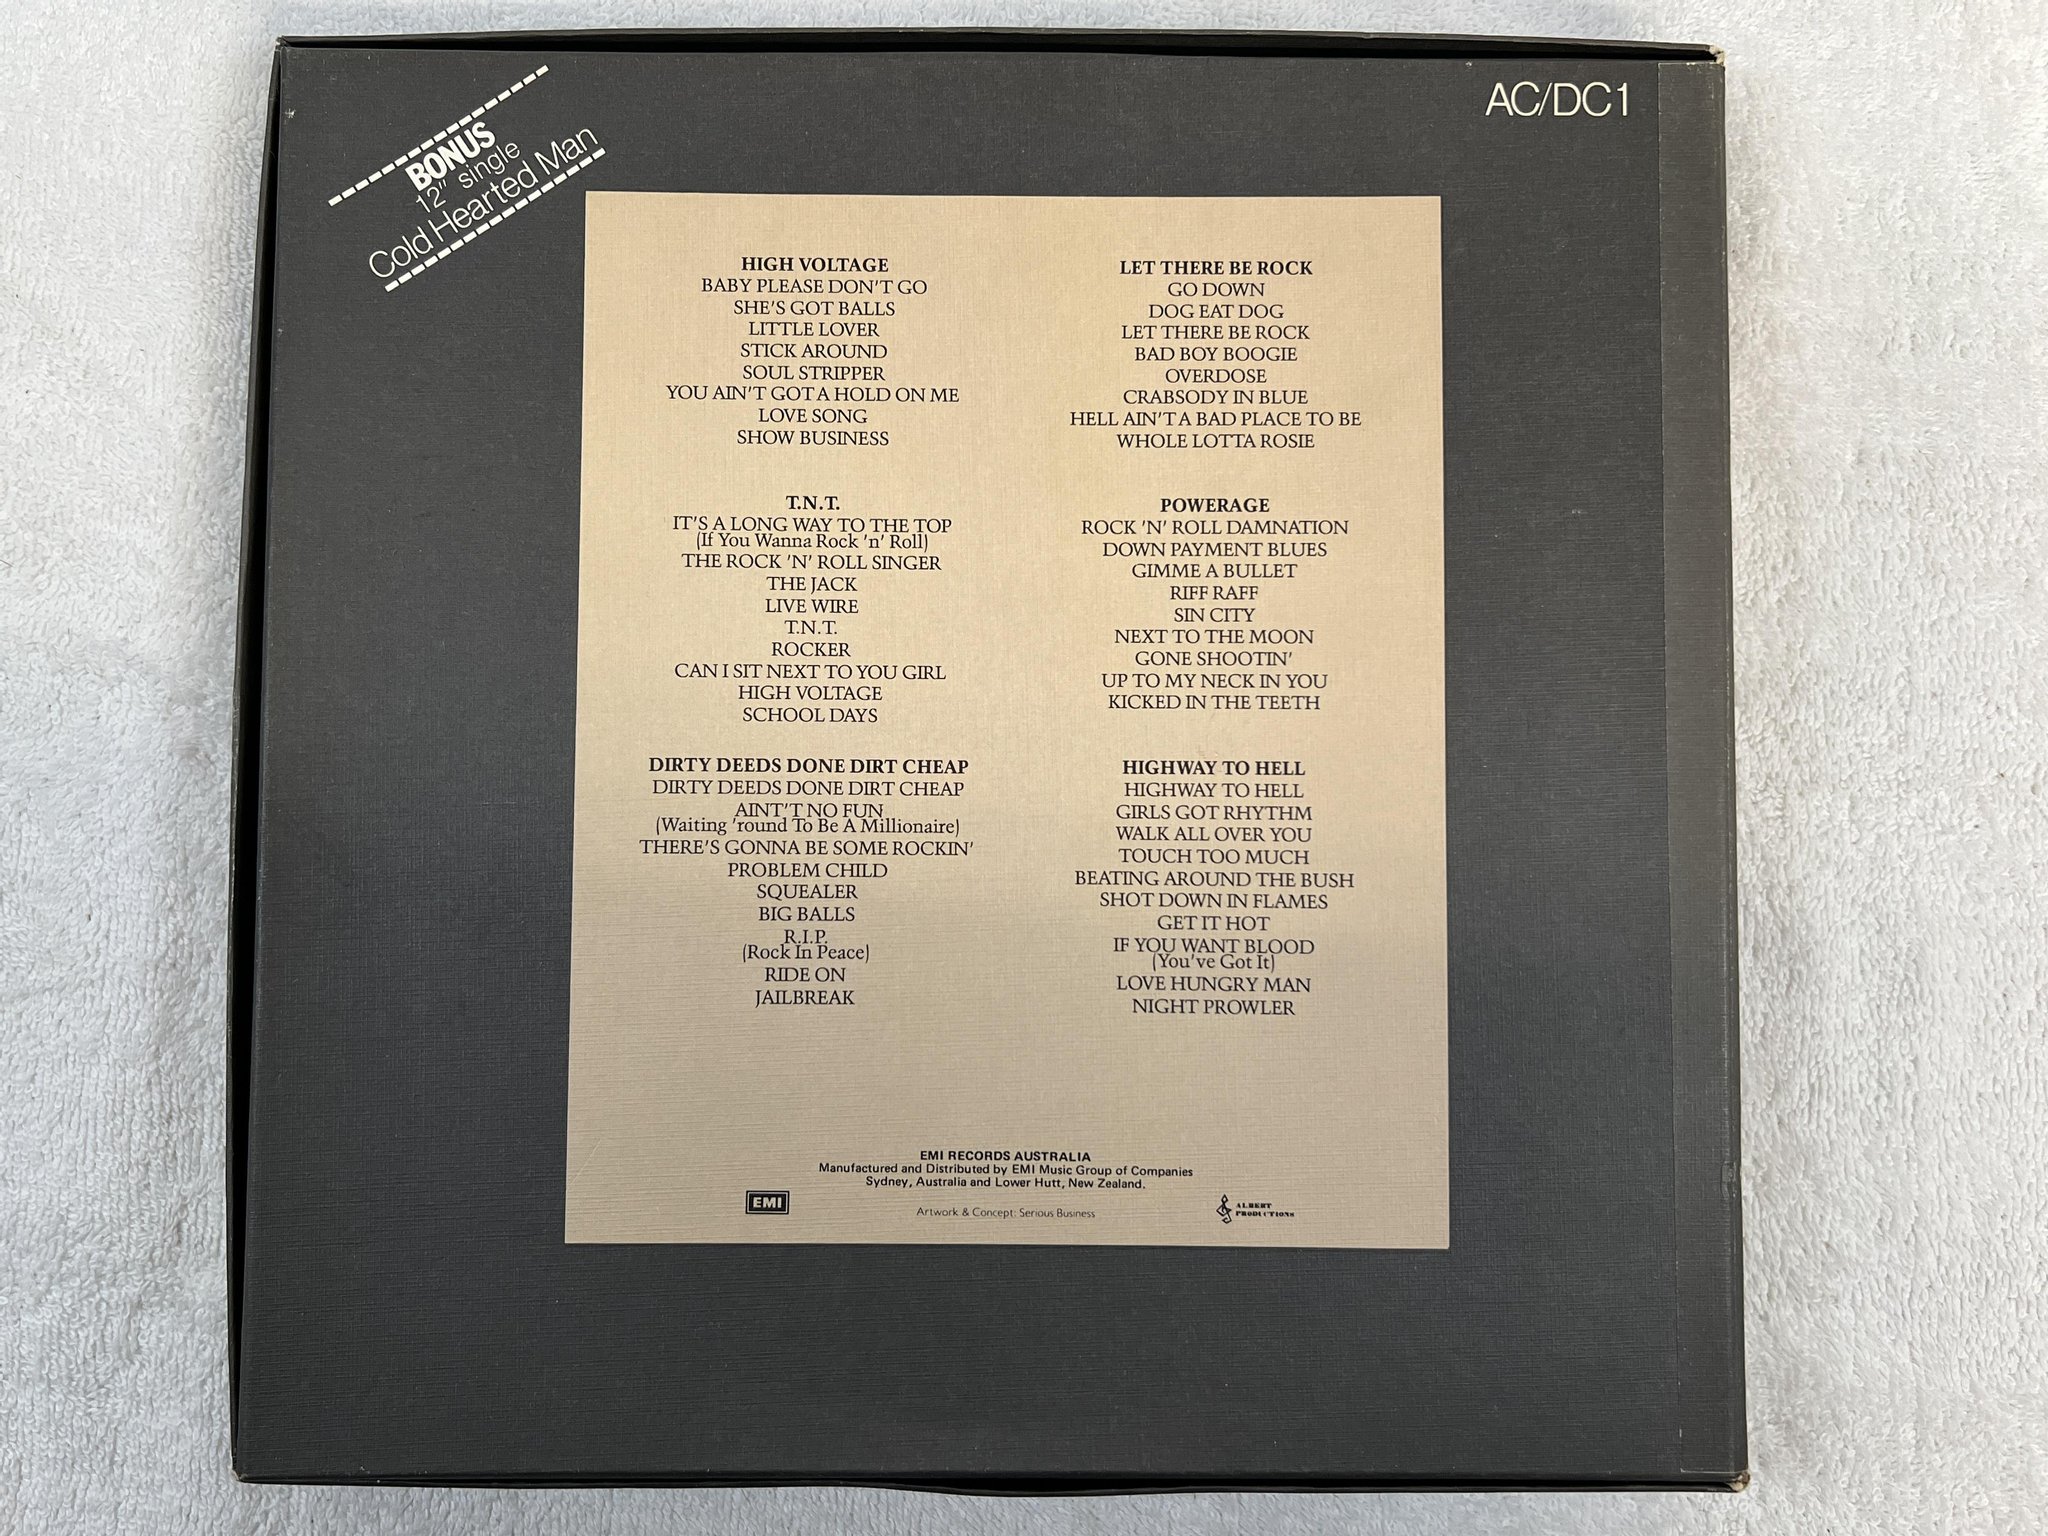 BONUS
12" single
Cold Hearted Man
AC/DC1
HIGH VOLTAGE
BABY PLEASE DON'T GO
SHE'S GOT BALLS
LITTLE LOVER
STICK AROUND
SOUL STRIPPER
YOU AIN'T GOT A HOLD ON ME
LOVE SONG
SHOW BUSINESS
T.N.T.
IT'S A LONG WAY TO THE TOP
(If You Wanna Rock 'n' Roll)
THE ROCK 'N' ROLL SINGER
THE JACK
LIVE WIRE
T.N.T.
ROCKER
CAN I SIT NEXT TO YOU GIRL
HIGH VOLTAGE
SCHOOL DAYS
DIRTY DEEDS DONE DIRT CHEAP
DIRTY DEEDS DONE DIRT CHEAP
AINT'T NO FUN
(Waiting 'round To Be A Millionaire)
THERE'S GONNA BE SOME ROCKIN'
PROBLEM CHILD
SQUEALER
BIG BALLS
R.I.P.
(Rock In Peace)
RIDE ON
JAILBREAK
LET THERE BE ROCK
GO DOWN
DOG EAT DOG
LET THERE BE ROCK
BAD BOY BOOGIE
OVERDOSE
CRABSODY IN BLUE
HELL AIN'T A BAD PLACE TO BE
WHOLE LOTTA ROSIE
POWERAGE
ROCK 'N' ROLL DAMNATION
DOWN PAYMENT BLUES
GIMME A BULLET
RIFF RAFF
SIN CITY
NEXT TO THE MOON
GONE SHOOTIN'
UP TO MY NECK IN YOU
KICKED IN THE TEETH
HIGHWAY TO HELL
HIGHWAY TO HELL
GIRLS GOT RHYTHM
WALK ALL OVER YOU
TOUCH TOO MUCH
BEATING AROUND THE BUSH
SHOT DOWN IN FLAMES
GET IT HOT
IF YOU WANT BLOOD
(You've Got It)
LOVE HUNGRY MAN
NIGHT PROWLER
EMI RECORDS AUSTRALIA
Manufactured and Distributed by EMI Music Group of Companies
Sydney, Australia and Lower Hutt, New Zealand.
EMI
Artwork & Concept: Serious Business
ALBERT
PRODUCTIONS